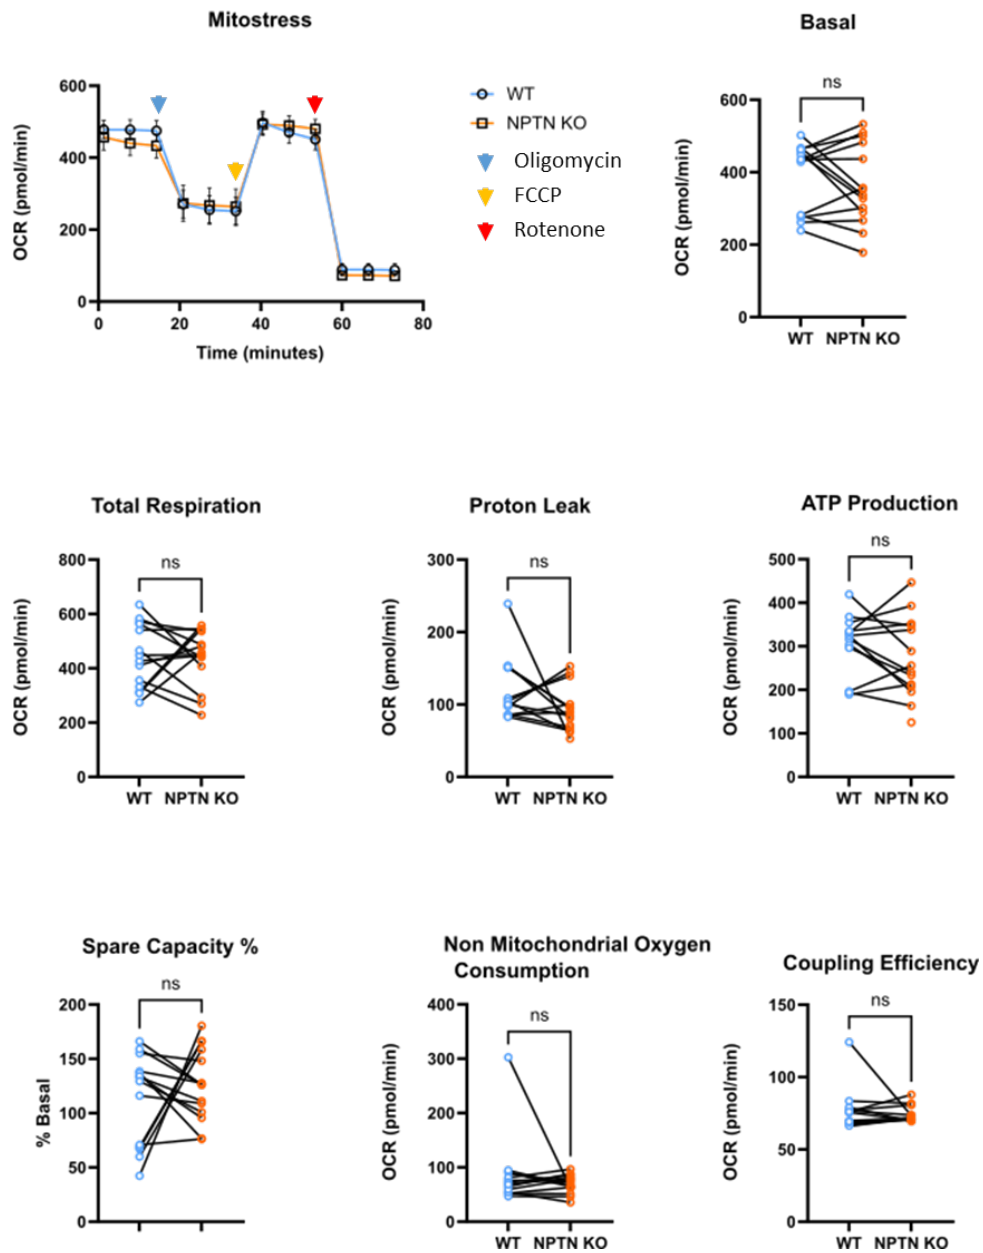 Mitostress
OCR (pmol/min)
600
400
200
0
0 20 40 60 80
Time (minutes)
WT
NPTN KO
Oligomycin
FCCP
Rotenone
Basal
ns
OCR (pmol/min)
600
400
200
0
WT NPTN KO
Total Respiration
ns
OCR (pmol/min)
800
600
400
200
0
WT NPTN KO
Proton Leak
ns
OCR (pmol/min)
300
200
100
0
WT NPTN KO
ATP Production
ns
OCR (pmol/min)
500
400
300
200
100
0
WT NPTN KO
Spare Capacity %
ns
% Basal
200
150
100
50
0
Non Mitochondrial Oxygen
Consumption
ns
OCR (pmol/min)
400
300
200
100
0
WT NPTN KO
Coupling Efficiency
ns
OCR (pmol/min)
150
100
50
0
WT NPTN KO